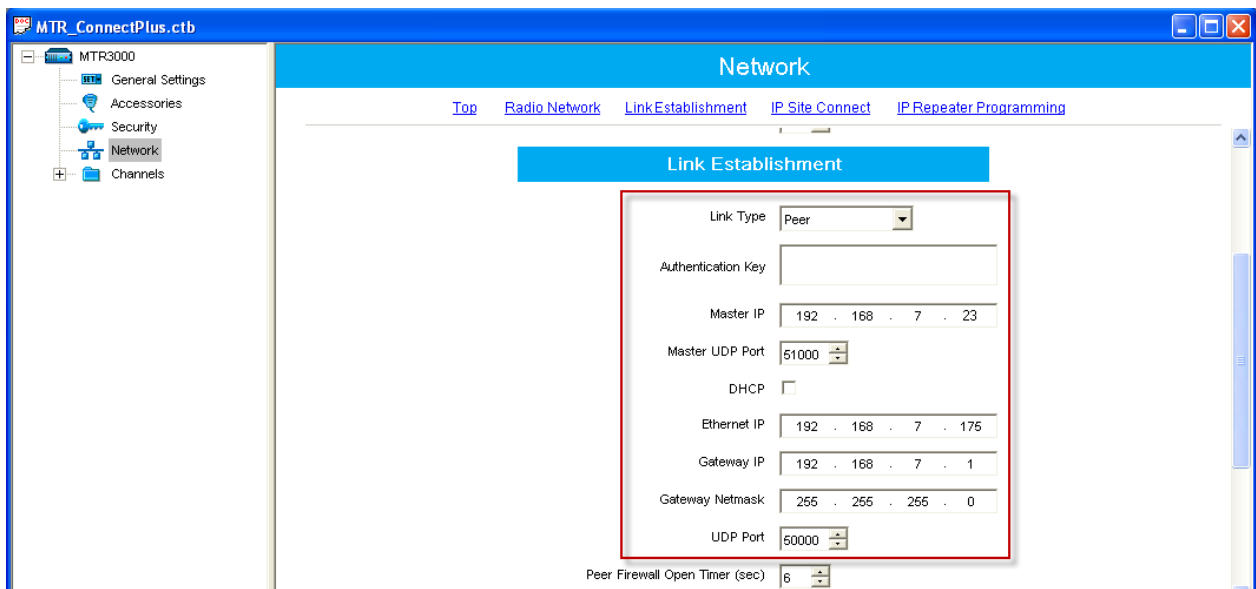 MTR_ConnectPlus.ctb
MTR3000
General Settings
Accessories
Security
Network
Channels
Network
Top Radio Network Link Establishment IP Site Connect IP Repeater Programming
Link Establishment
Link Type Peer
Authentication Key
Master IP 192 . 168 . 7 . 23
Master UDP Port 51000
DHCP
Ethernet IP 192 . 168 . 7 . 175
Gateway IP 192 . 168 . 7 . 1
Gateway Netmask 255 . 255 . 255 . 0
UDP Port 50000
Peer Firewall Open Timer (sec) 6